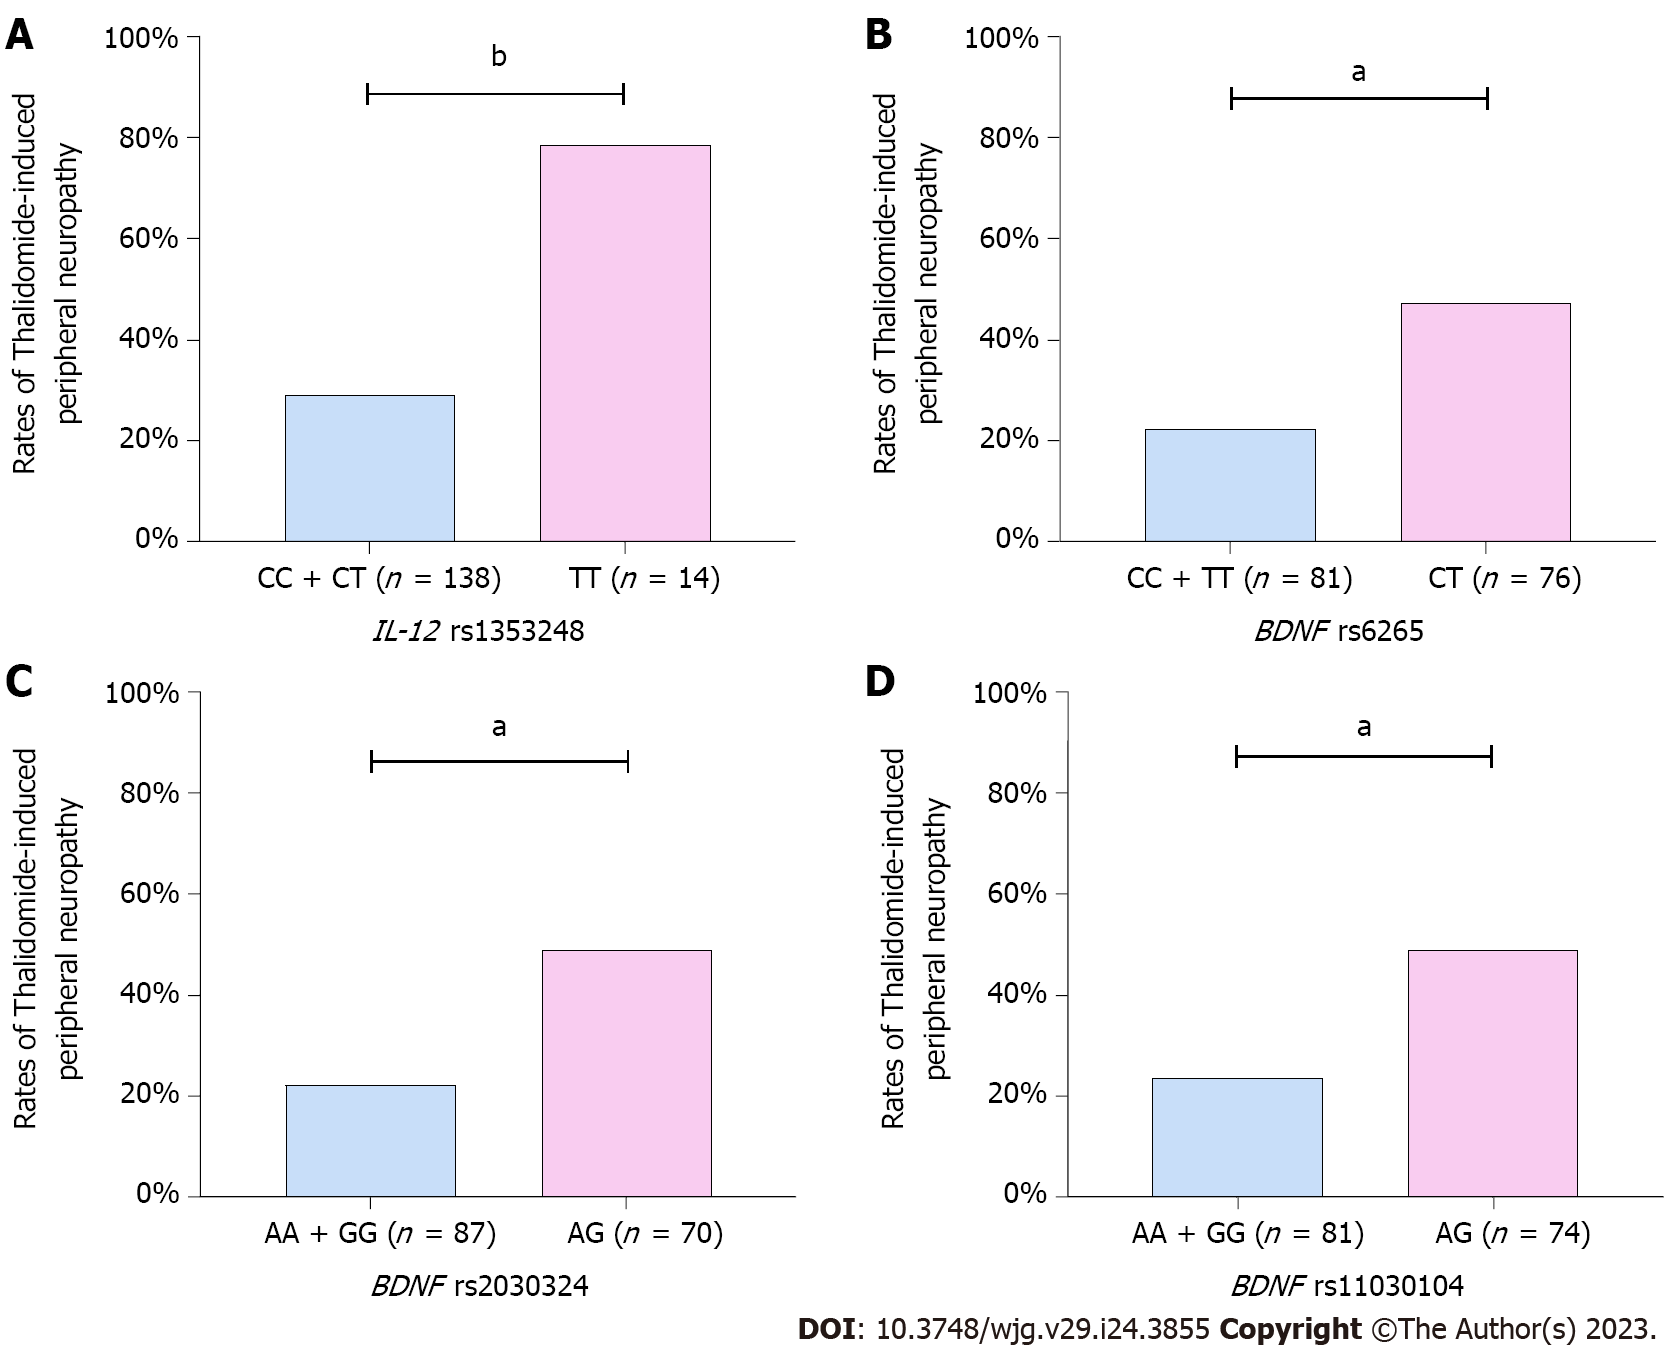 A
Rates of Thalidomide-induced
peripheral neuropathy
100%
80%
60%
40%
20%
0%
b
CC + CT (n = 138)
TT (n = 14)
IL-12 rs1353248
B
Rates of Thalidomide-induced
peripheral neuropathy
100%
80%
60%
40%
20%
0%
a
CC + TT (n = 81)
CT (n = 76)
BDNF rs6265
C
Rates of Thalidomide-induced
peripheral neuropathy
100%
80%
60%
40%
20%
0%
a
AA + GG (n = 87)
AG (n = 70)
BDNF rs2030324
D
Rates of Thalidomide-induced
peripheral neuropathy
100%
80%
60%
40%
20%
0%
a
AA + GG (n = 81)
AG (n = 74)
BDNF rs11030104
DOI: 10.3748/wjg.v29.i24.3855 Copyright ©The Author(s) 2023.